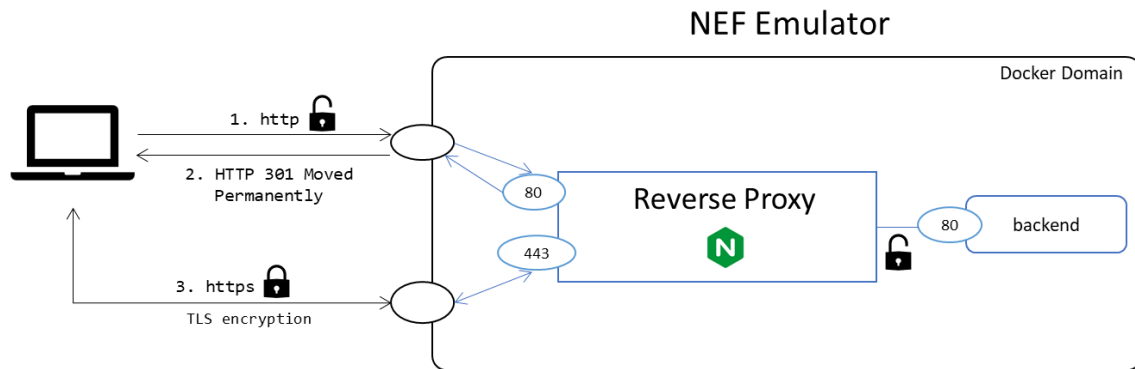 NEF Emulator
Docker Domain
1. http
2. HTTP 301 Moved
Permanently
80
Reverse Proxy
N
443
80
backend
3. https
TLS encryption